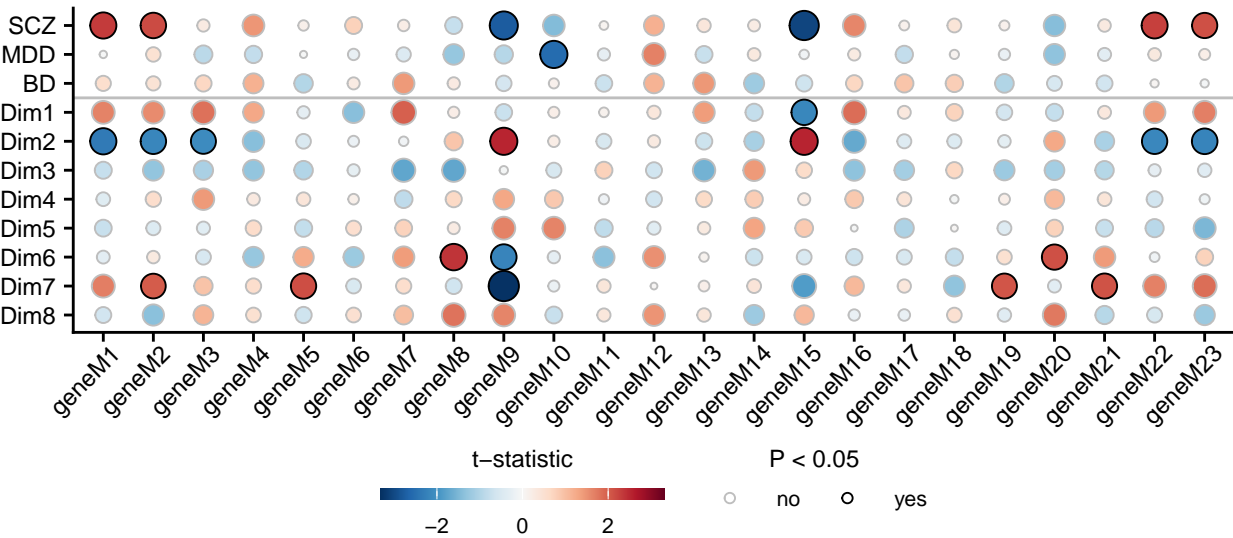 SCZ
MDD
BD
Dim1
Dim2
Dim3
Dim4
Dim5
Dim6
Dim7
Dim8
geneM1 geneM2 geneM3 geneM4 geneM5 geneM6 geneM7 geneM8 geneM9 geneM10 geneM11 geneM12 geneM13 geneM14 geneM15 geneM16 geneM17 geneM18 geneM19 geneM20 geneM21 geneM22 geneM23
t−statistic P < 0.05
no yes
−2 0 2